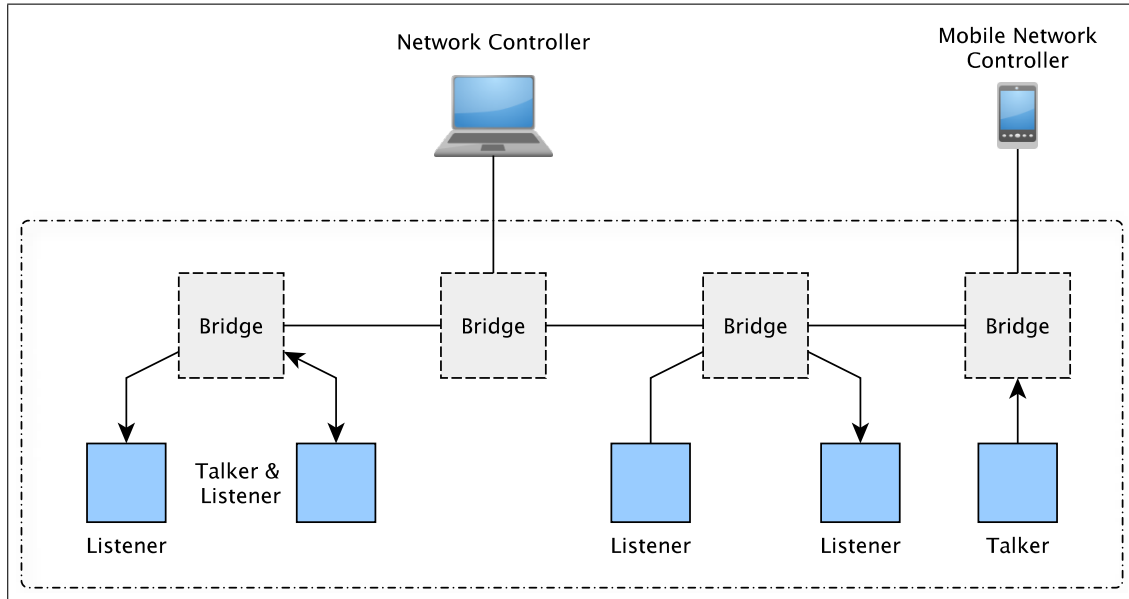 Network Controller
Mobile Network
Controller
Bridge
Bridge
Bridge
Bridge
Talker &
Listener
Listener
Listener
Listener
Talker